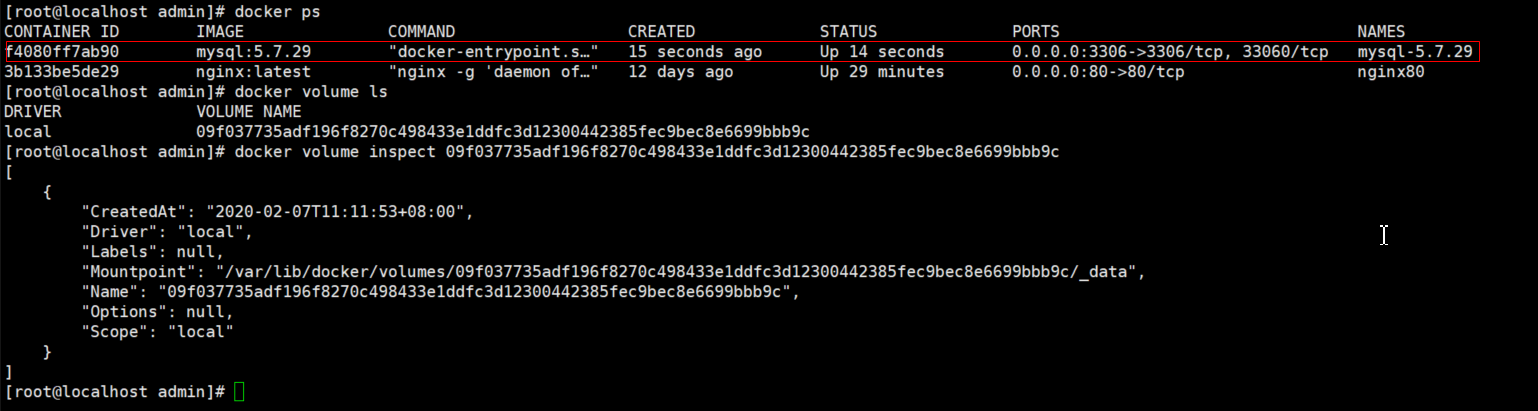 [root@localhost admin]# docker ps
CONTAINER ID        IMAGE               COMMAND                  CREATED             STATUS              PORTS                               NAMES
f4080ff7ab90        mysql:5.7.29        "docker-entrypoint.s…"   15 seconds ago      Up 14 seconds       0.0.0.0:3306->3306/tcp, 33060/tcp   mysql-5.7.29
3b133be5de29        nginx:latest        "nginx -g 'daemon of…"   12 days ago         Up 29 minutes       0.0.0.0:80->80/tcp                  nginx80
[root@localhost admin]# docker volume ls
DRIVER              VOLUME NAME
local               09f037735adf196f8270c498433e1ddfc3d12300442385fec9bec8e6699bbb9c
[root@localhost admin]# docker volume inspect 09f037735adf196f8270c498433e1ddfc3d12300442385fec9bec8e6699bbb9c
[
    {
        "CreatedAt": "2020-02-07T11:11:53+08:00",
        "Driver": "local",
        "Labels": null,
        "Mountpoint": "/var/lib/docker/volumes/09f037735adf196f8270c498433e1ddfc3d12300442385fec9bec8e6699bbb9c/_data",
        "Name": "09f037735adf196f8270c498433e1ddfc3d12300442385fec9bec8e6699bbb9c",
        "Options": null,
        "Scope": "local"
    }
]
[root@localhost admin]#